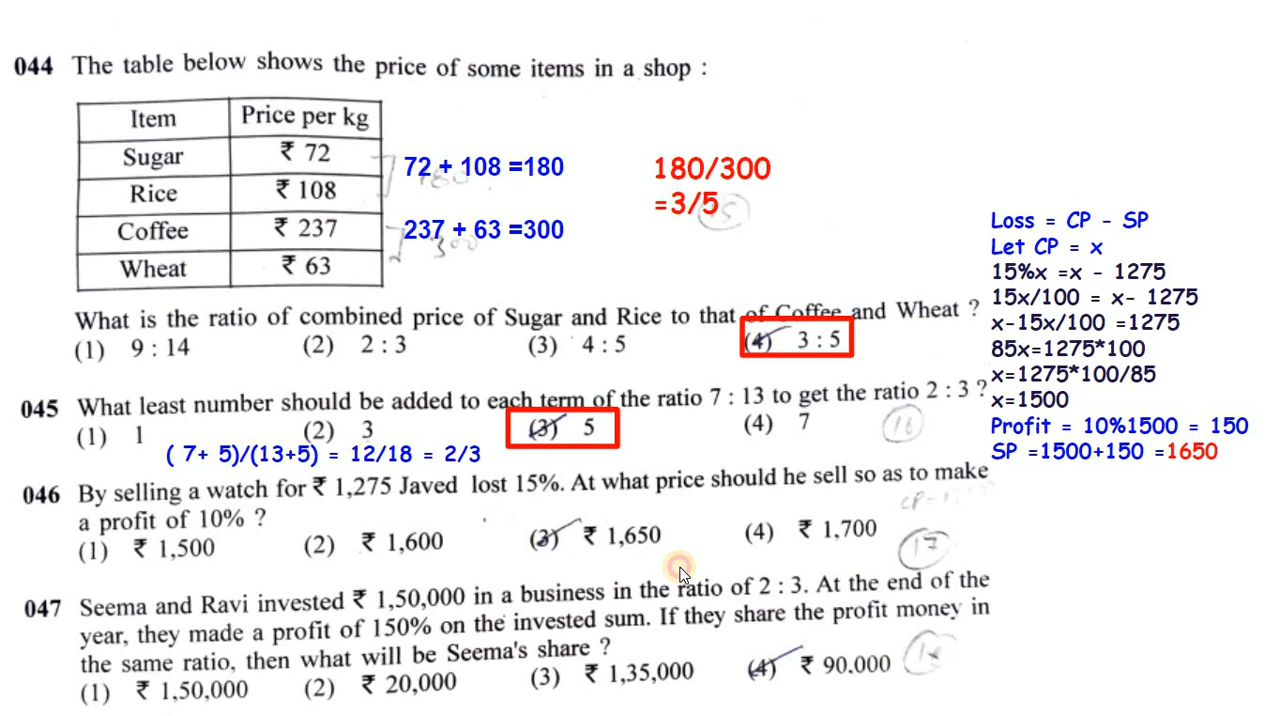 044 The table below shows the price of some items in a shop :
Item Price per kg
Sugar ₹ 72
Rice ₹ 108
Coffee ₹ 237
Wheat ₹ 63
72 + 108 =180
237 + 63 =300
180/300
=3/5
180
300
What is the ratio of combined price of Sugar and Rice to that of Coffee and Wheat ?
(1) 9 : 14 (2) 2 : 3 (3) 4 : 5 (4) 3 : 5
045 What least number should be added to each term of the ratio 7 : 13 to get the ratio 2 : 3 ?
(1) 1 (2) 3 (3) 5 (4) 7
16
( 7+ 5)/(13+5) = 12/18 = 2/3
046 By selling a watch for ₹ 1,275 Javed lost 15%. At what price should he sell so as to make
a profit of 10% ?
(1) ₹ 1,500 (2) ₹ 1,600 (3) ₹ 1,650 (4) ₹ 1,700
17
047 Seema and Ravi invested ₹ 1,50,000 in a business in the ratio of 2 : 3. At the end of the
year, they made a profit of 150% on the invested sum. If they share the profit money in
the same ratio, then what will be Seema's share ?
(1) ₹ 1,50,000 (2) ₹ 20,000 (3) ₹ 1,35,000 (4) ₹ 90.000
Loss = CP - SP
Let CP = x
15%x =x - 1275
15x/100 = x- 1275
x-15x/100 =1275
85x=1275*100
x=1275*100/85
x=1500
Profit = 10%1500 = 150
SP =1500+150 =1650